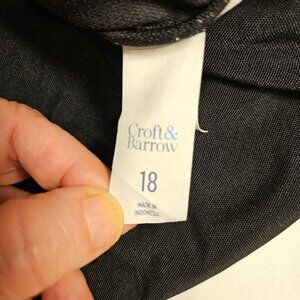 Croft&
Barrow
18
MADE IN
INDONESIA